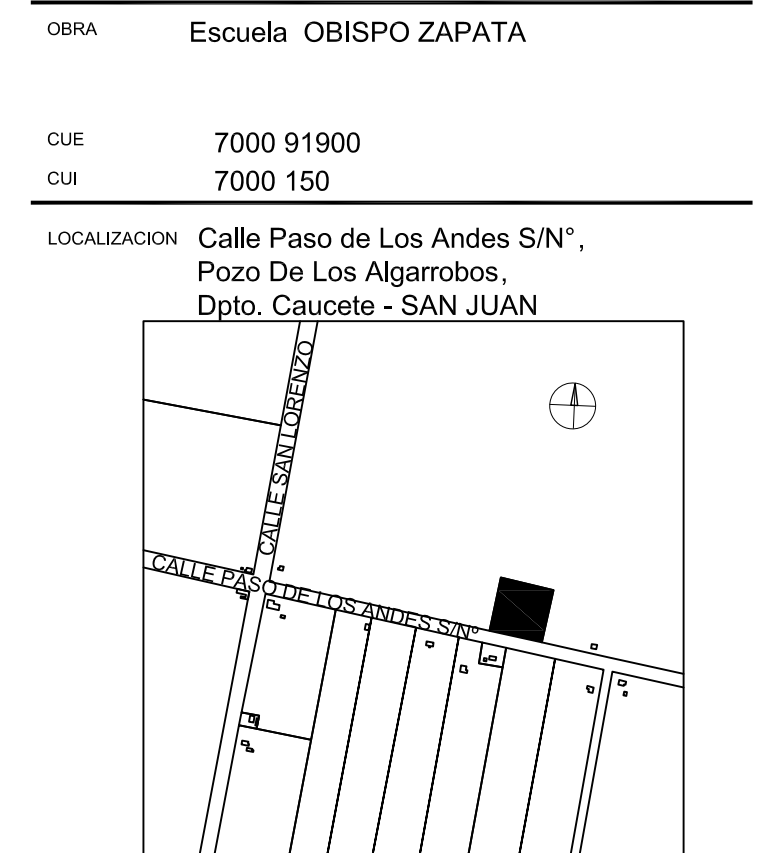 OBRA Escuela OBISPO ZAPATA
CUE 7000 91900
CUI 7000 150
LOCALIZACION Calle Paso de Los Andes S/N°,
Pozo De Los Algarrobos,
Dpto. Caucete - SAN JUAN
CALLE SAN LORENZO
CALLE PASO DE LOS ANDES S/Nº